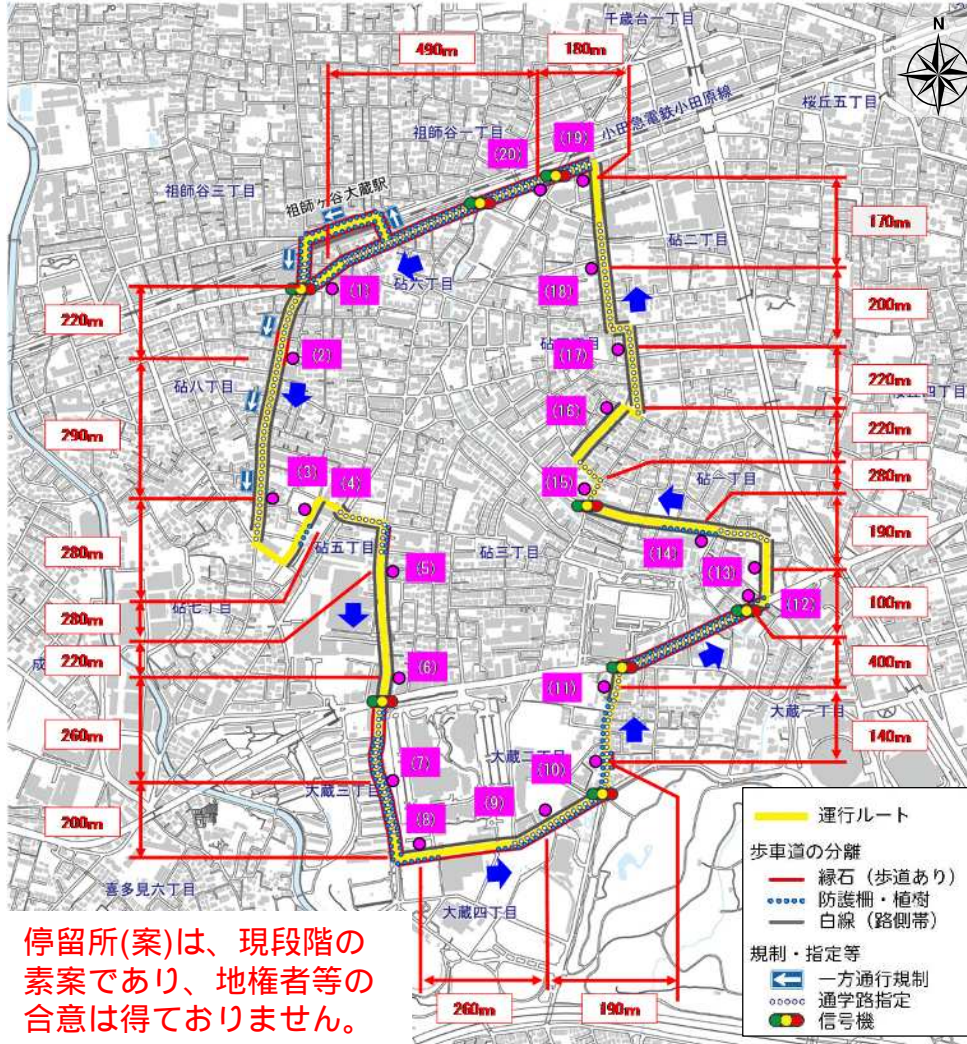 千歳台一丁目
N
490m
180m
桜丘五丁目
小田急電鉄小田原線
祖師谷一丁目
(19)
(20)
祖師谷三丁目
祖師ヶ谷大蔵駅
170m
砧二丁目
砧六丁目
(18)
(1)
200m
220m
(2)
(17)
砧八丁目
220m
(16)
290m
220m
(3)
(4)
(15)
砧一丁目
280m
砧五丁目
砧三丁目
(14)
190m
280m
(5)
(13)
砧七丁目
(12)
100m
280m
220m
(6)
(11)
400m
大蔵一丁目
260m
140m
(7)
大蔵二丁目
(10)
大蔵三丁目
200m
(8)
(9)
喜多見六丁目
大蔵四丁目
260m
190m
停留所(案)は、現段階の
素案であり、地権者等の
合意は得ておりません。
運行ルート
歩車道の分離
縁石（歩道あり）
防護柵・植樹
白線（路側帯）
規制・指定等
一方通行規制
通学路指定
信号機